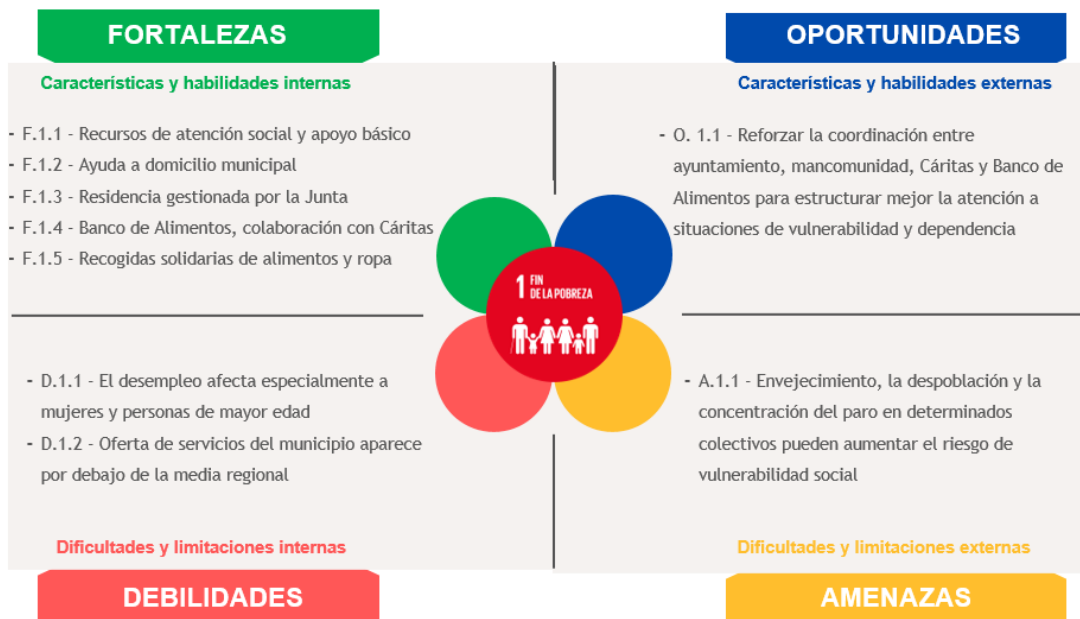 FORTALEZAS
Características y habilidades internas
- F.1.1 - Recursos de atención social y apoyo básico
- F.1.2 - Ayuda a domicilio municipal
- F.1.3 - Residencia gestionada por la Junta
- F.1.4 - Banco de Alimentos, colaboración con Cáritas
- F.1.5 - Recogidas solidarias de alimentos y ropa
OPORTUNIDADES
Características y habilidades externas
- O. 1.1 - Reforzar la coordinación entre
ayuntamiento, mancomunidad, Cáritas y Banco de
Alimentos para estructurar mejor la atención a
situaciones de vulnerabilidad y dependencia
1 FIN
DE LA POBREZA
- D.1.1 - El desempleo afecta especialmente a
mujeres y personas de mayor edad
- D.1.2 - Oferta de servicios del municipio aparece
por debajo de la media regional
Dificultades y limitaciones internas
DEBILIDADES
- A.1.1 - Envejecimiento, la despoblación y la
concentración del paro en determinados
colectivos pueden aumentar el riesgo de
vulnerabilidad social
Dificultades y limitaciones externas
AMENAZAS